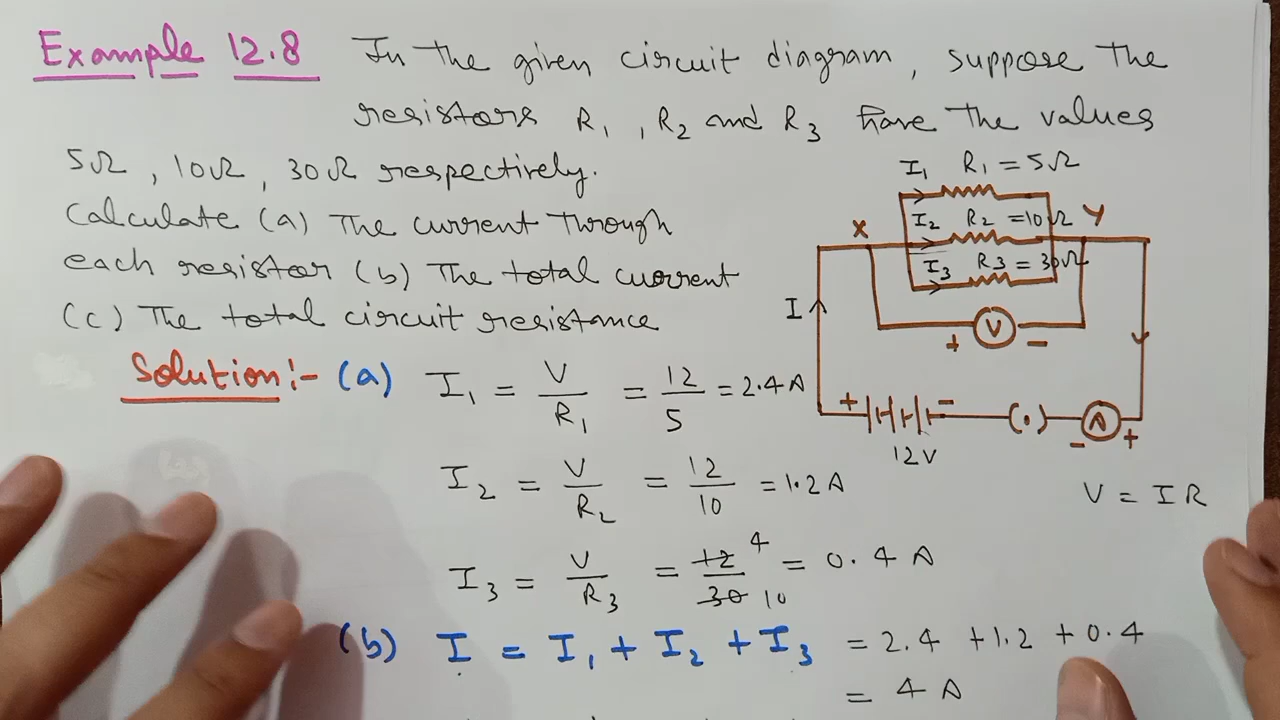 Example 12.8 In the given circuit diagram, suppose the
resistors R₁, R₂ and R₃ have the values
5Ω, 10Ω, 30Ω respectively.
Calculate (a) The current Through
each resistor (b) The total current
(c) The total circuit resistance
I₁ R₁ = 5Ω
X I₂ R₂ = 10Ω Y
I₃ R₃ = 30Ω
I
V
+ -
+ - ( . ) - A +
12V
V = IR
Solution:- (a) I₁ = V/R₁ = 12/5 = 2.4 A
I₂ = V/R₂ = 12/10 = 1.2 A
I₃ = V/R₃ = 12/30 4/10 = 0.4 A
(b) I = I₁ + I₂ + I₃ = 2.4 + 1.2 + 0.4
= 4 A